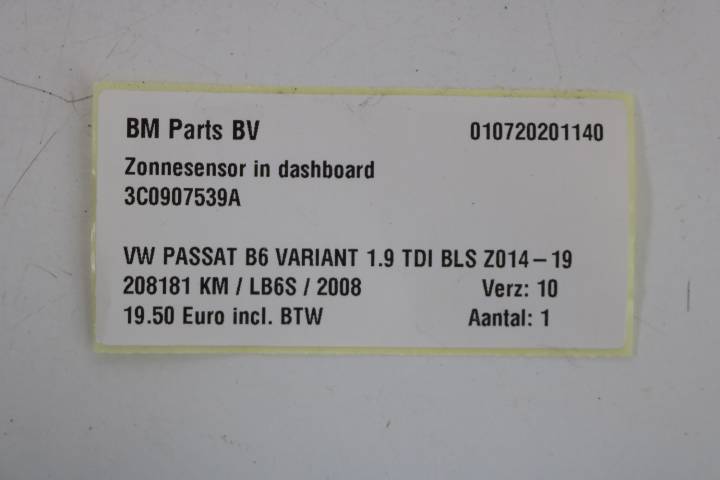 BM Parts BV 010720201140
Zonnesensor in dashboard
3C0907539A
VW PASSAT B6 VARIANT 1.9 TDI BLS Z014-19
208181 KM / LB6S / 2008 Verz: 10
19.50 Euro incl. BTW Aantal: 1